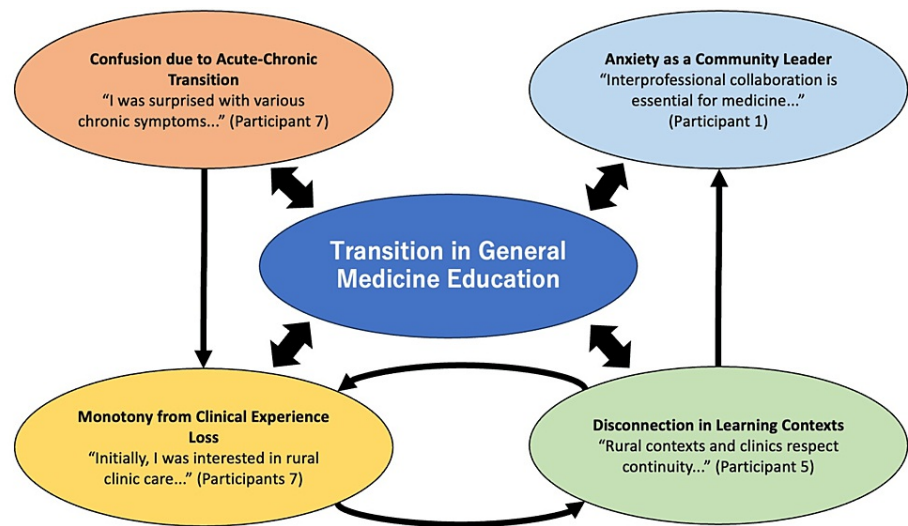 Confusion due to Acute-Chronic
Transition
“I was surprised with various
chronic symptoms...” (Participant 7)
Anxiety as a Community Leader
“Interprofessional collaboration is
essential for medicine...”
(Participant 1)
Transition in General
Medicine Education
Monotony from Clinical Experience
Loss
“Initially, I was interested in rural
clinic care...” (Participants 7)
Disconnection in Learning Contexts
“Rural contexts and clinics respect
continuity...” (Participant 5)